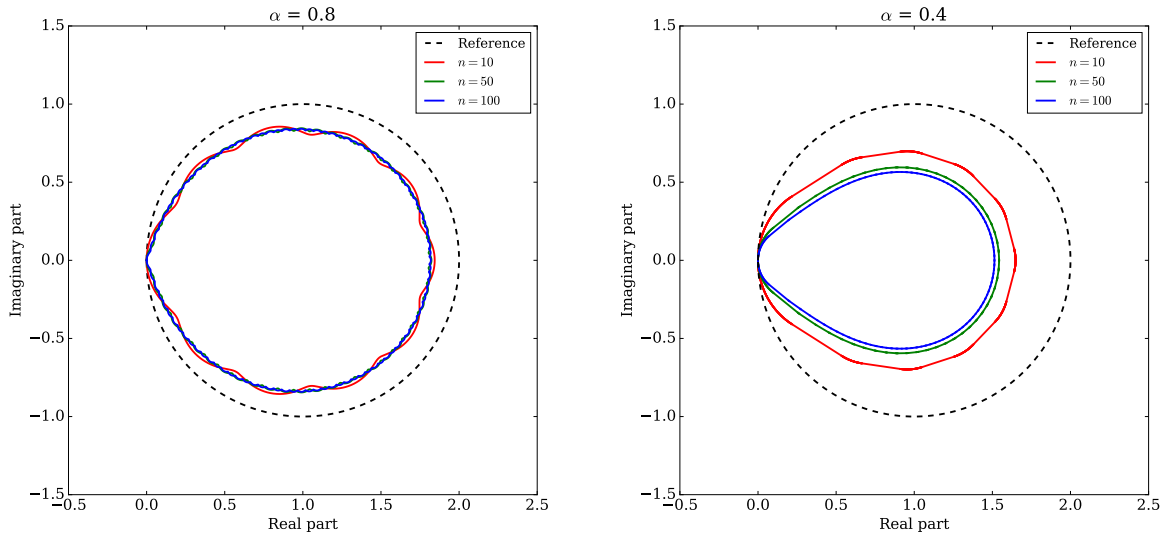 α = 0.8
Imaginary part
1.5
1.0
0.5
0.0
−0.5
−1.0
−1.5
−0.5 0.0 0.5 1.0 1.5 2.0 2.5
Real part
Reference
n = 10
n = 50
n = 100
α = 0.4
Imaginary part
1.5
1.0
0.5
0.0
−0.5
−1.0
−1.5
−0.5 0.0 0.5 1.0 1.5 2.0 2.5
Real part
Reference
n = 10
n = 50
n = 100